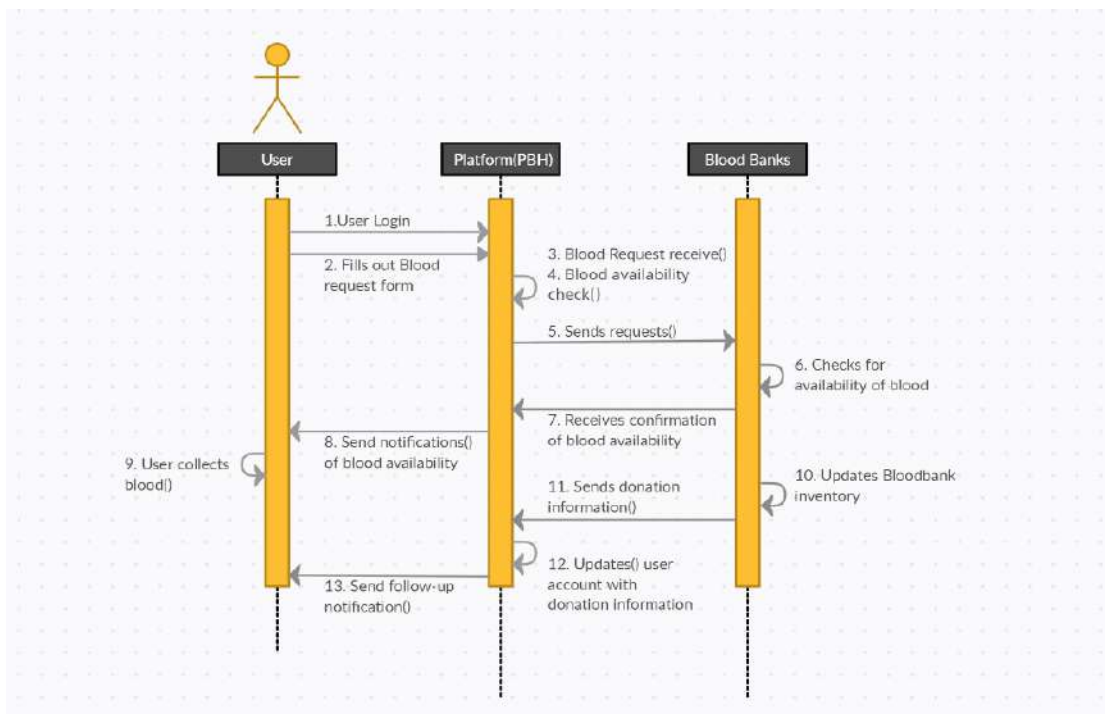 User
Platform(PBH)
Blood Banks
1.User Login
2. Fills out Blood
request form
3. Blood Request receive()
4. Blood availability
check()
5. Sends requests()
6. Checks for
availability of blood
7. Receives confirmation
of blood availability
8. Send notifications()
of blood availability
9. User collects
blood()
10. Updates Bloodbank
inventory
11. Sends donation
information()
12. Updates() user
account with
donation information
13. Send follow-up
notification()